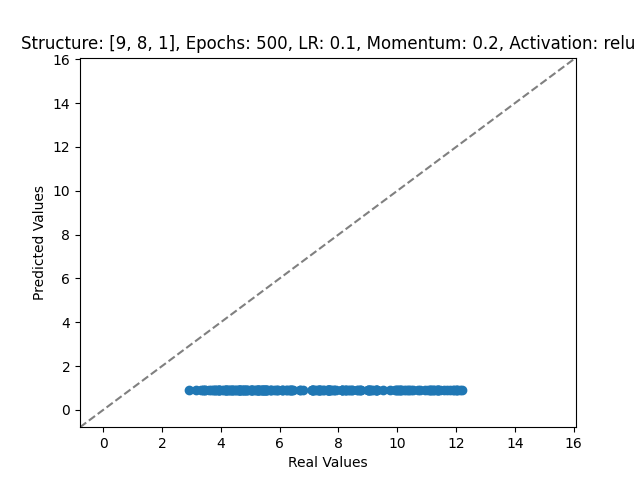 Structure: [9, 8, 1], Epochs: 500, LR: 0.1, Momentum: 0.2, Activation: relu
16
14
12
10
8
6
4
2
0
Predicted Values
0 2 4 6 8 10 12 14 16
Real Values